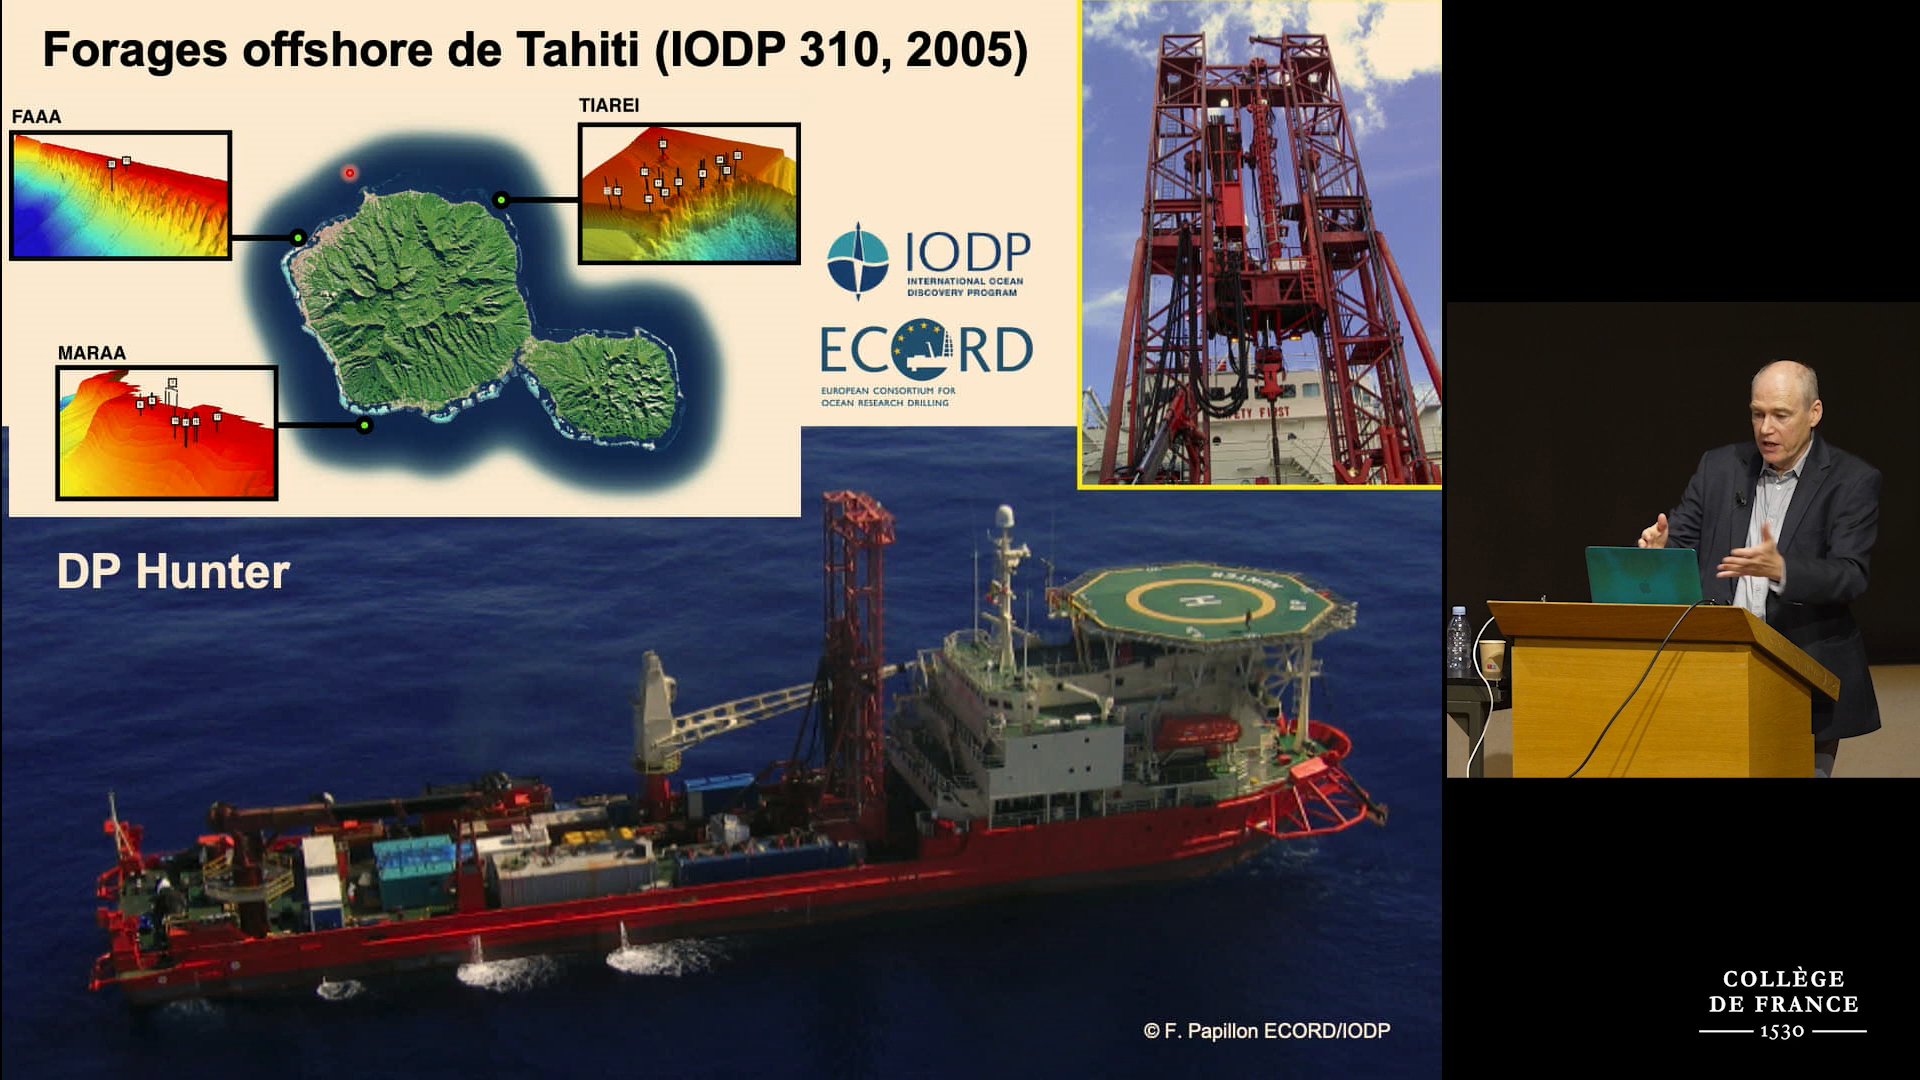 Forages offshore de Tahiti (IODP 310, 2005)
FAAA
TIAREI
MARAA
IODP
INTERNATIONAL OCEAN
DISCOVERY PROGRAM
ECORD
EUROPEAN CONSORTIUM FOR
OCEAN RESEARCH DRILLING
FIRST
DP Hunter
H
© F. Papillon ECORD/IODP
COLLÈGE
DE FRANCE
1530